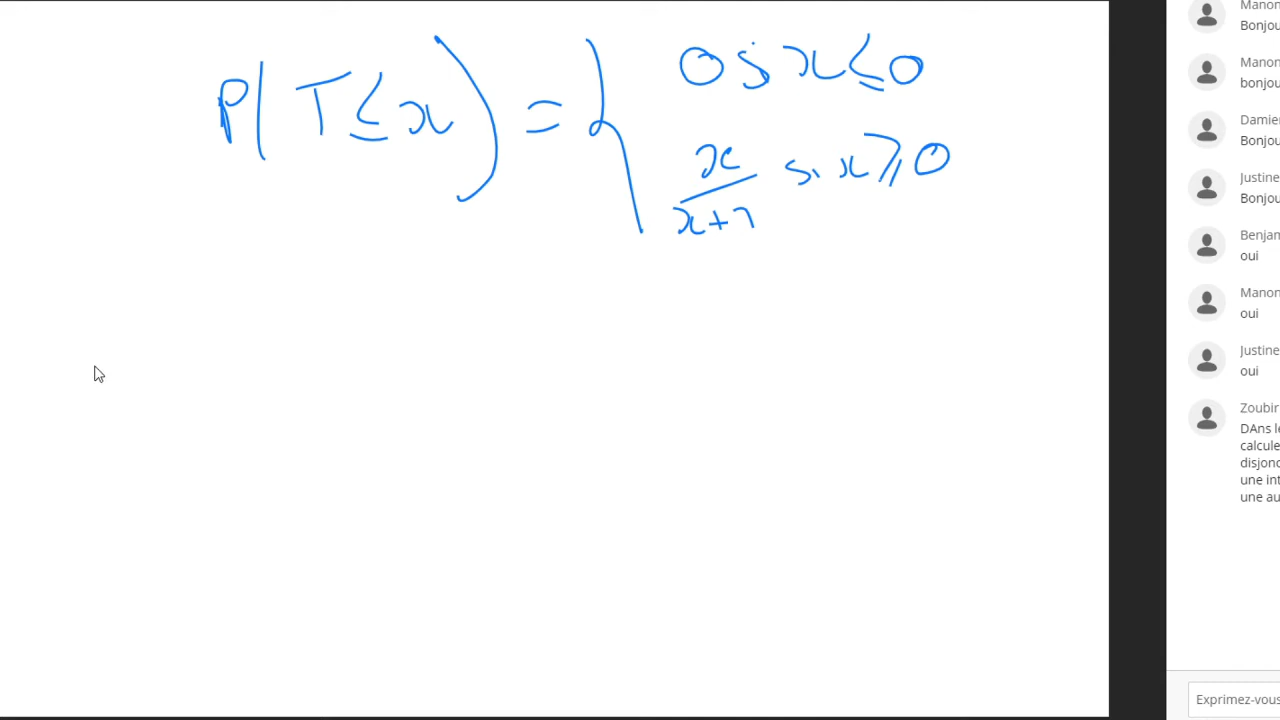 P(T ≤ x) = { 0 si x ≤ 0
x/(x+1) si x ≥ 0
Manon
Bonjou
Manon
bonjou
Damien
Bonjou
Justine
Bonjou
Benjam
oui
Manon
oui
Justine
oui
Zoubir
DAns le
calcule
disjonc
une int
une au
Exprimez-vous